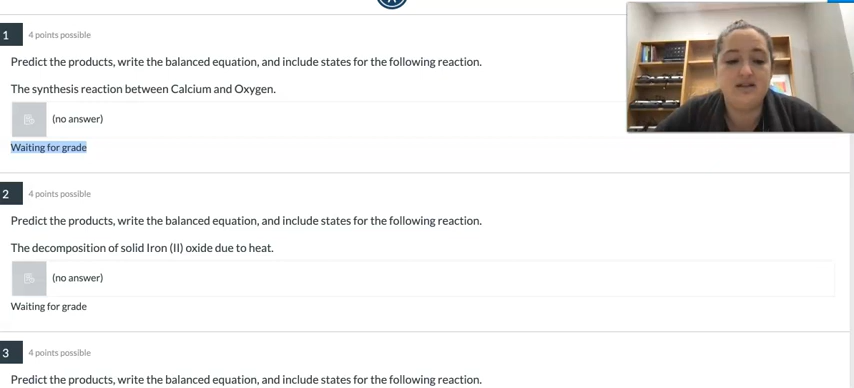 1
4 points possible
Predict the products, write the balanced equation, and include states for the following reaction.
The synthesis reaction between Calcium and Oxygen.
(no answer)
Waiting for grade
2
4 points possible
Predict the products, write the balanced equation, and include states for the following reaction.
The decomposition of solid Iron (II) oxide due to heat.
(no answer)
Waiting for grade
3
4 points possible
Predict the products, write the balanced equation, and include states for the following reaction.